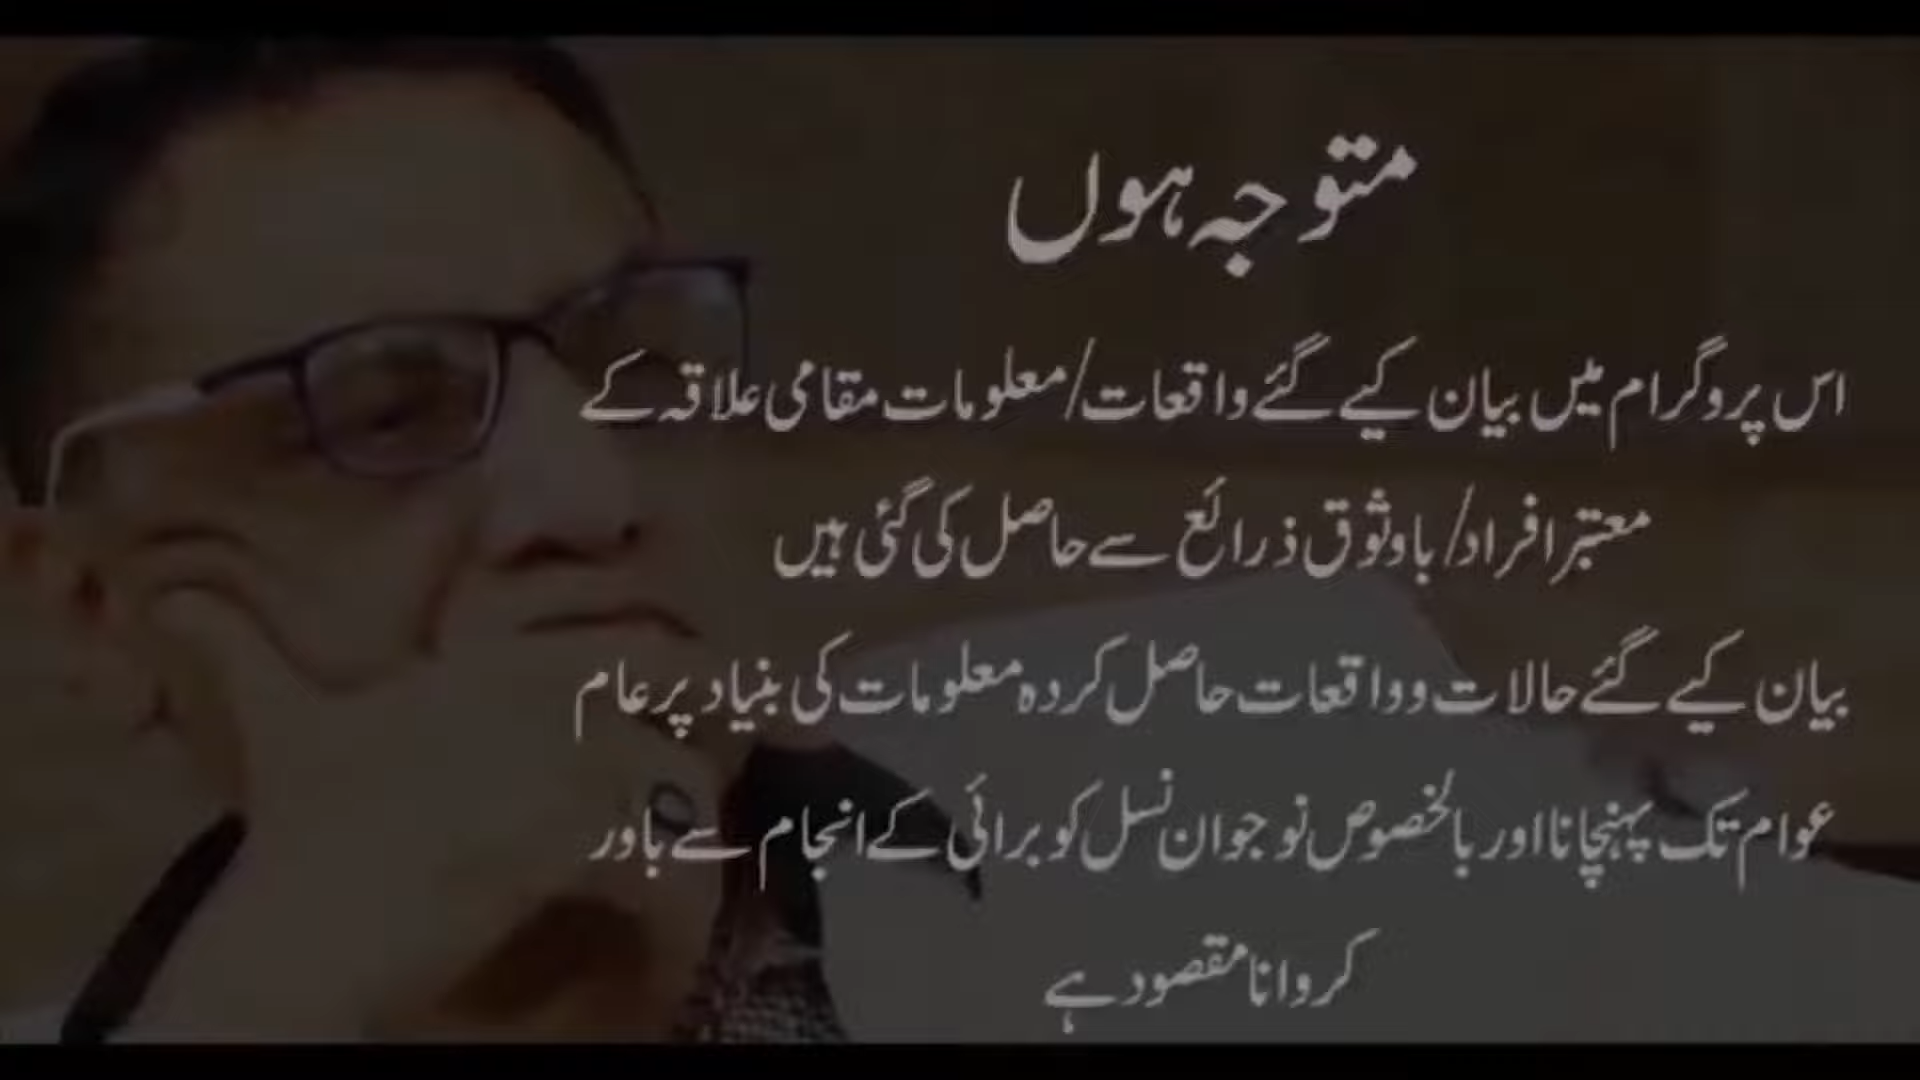 متوجہ ہوں
اس پروگرام میں بیان کیے گئے واقعات/معلومات مقامی علاقہ کے
معتبر افراد/ باوثوق ذرائع سے حاصل کی گئی ہیں
بیان کیے گئے حالات و واقعات حاصل کردہ معلومات کی بنیاد پر عام
عوام تک پہنچانا اور بالخصوص نوجوان نسل کو برائی کے انجام سے باور
کروانا مقصود ہے